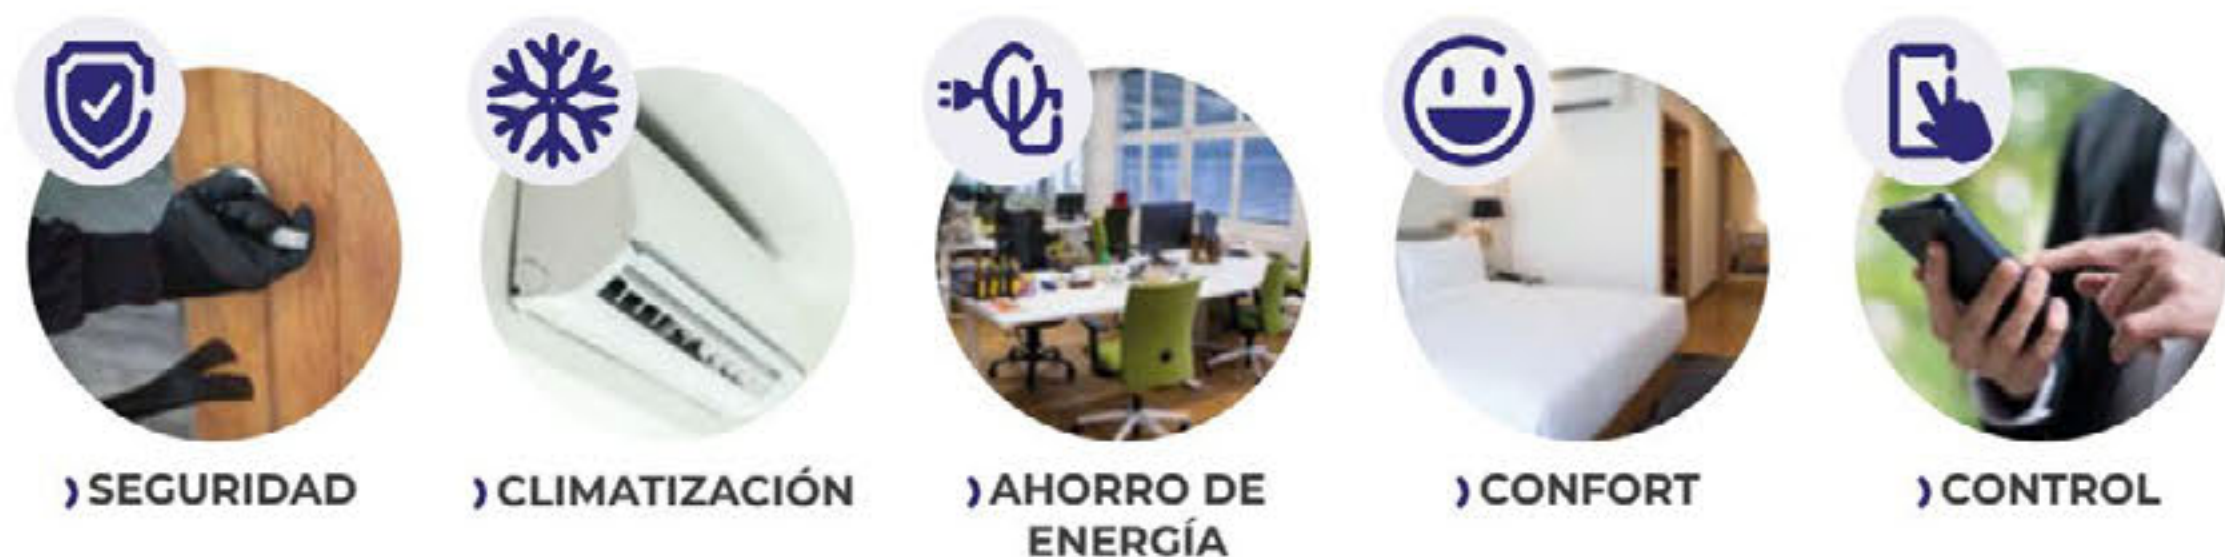 SEGURIDAD
CLIMATIZACIÓN
AHORRO DE
ENERGÍA
CONFORT
CONTROL